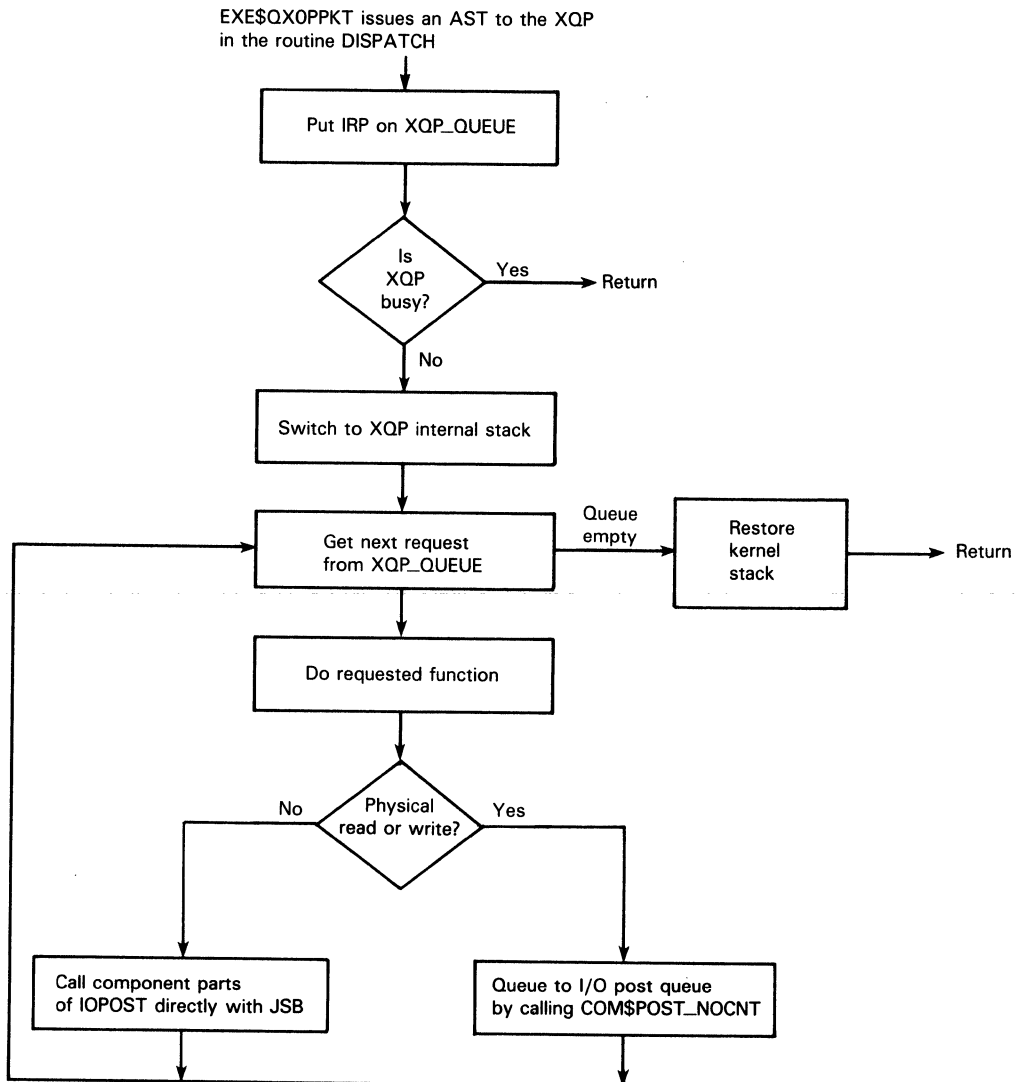 EXE$QXQPPKT issues an AST to the XQP
in the routine DISPATCH
Put IRP on XQP_QUEUE
Is
XQP
busy?
Yes
Return
No
Switch to XQP internal stack
Get next request
from XQP_QUEUE
Queue
empty
Restore
kernel
stack
Return
Do requested function
Physical
read or write?
No
Yes
Call component parts
of IOPOST directly with JSB
Queue to I/O post queue
by calling COM$POST_NOCNT